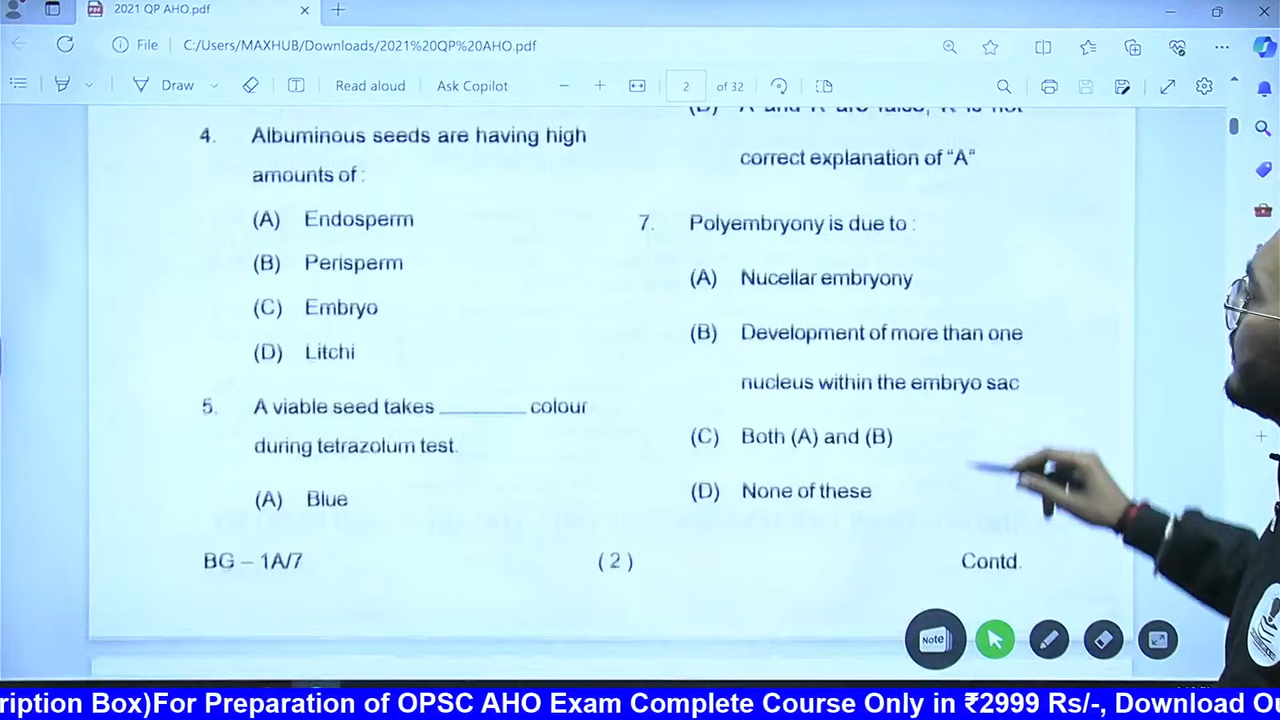 2021 QP AHO.pdf
File
C:/Users/MAXHUB/Downloads/2021%20QP%20AHO.pdf
Draw
Read aloud
Ask Copilot
2
of 32
4. Albuminous seeds are having high
amounts of :
(A) Endosperm
(B) Perisperm
(C) Embryo
(D) Litchi
5. A viable seed takes ________ colour
during tetrazolum test.
(A) Blue
correct explanation of "A"
7. Polyembryony is due to :
(A) Nucellar embryony
(B) Development of more than one
nucleus within the embryo sac
(C) Both (A) and (B)
(D) None of these
BG – 1A/7
( 2 )
Contd.
Note
ription Box)For Preparation of OPSC AHO Exam Complete Course Only in ₹2999 Rs/-, Download Ou